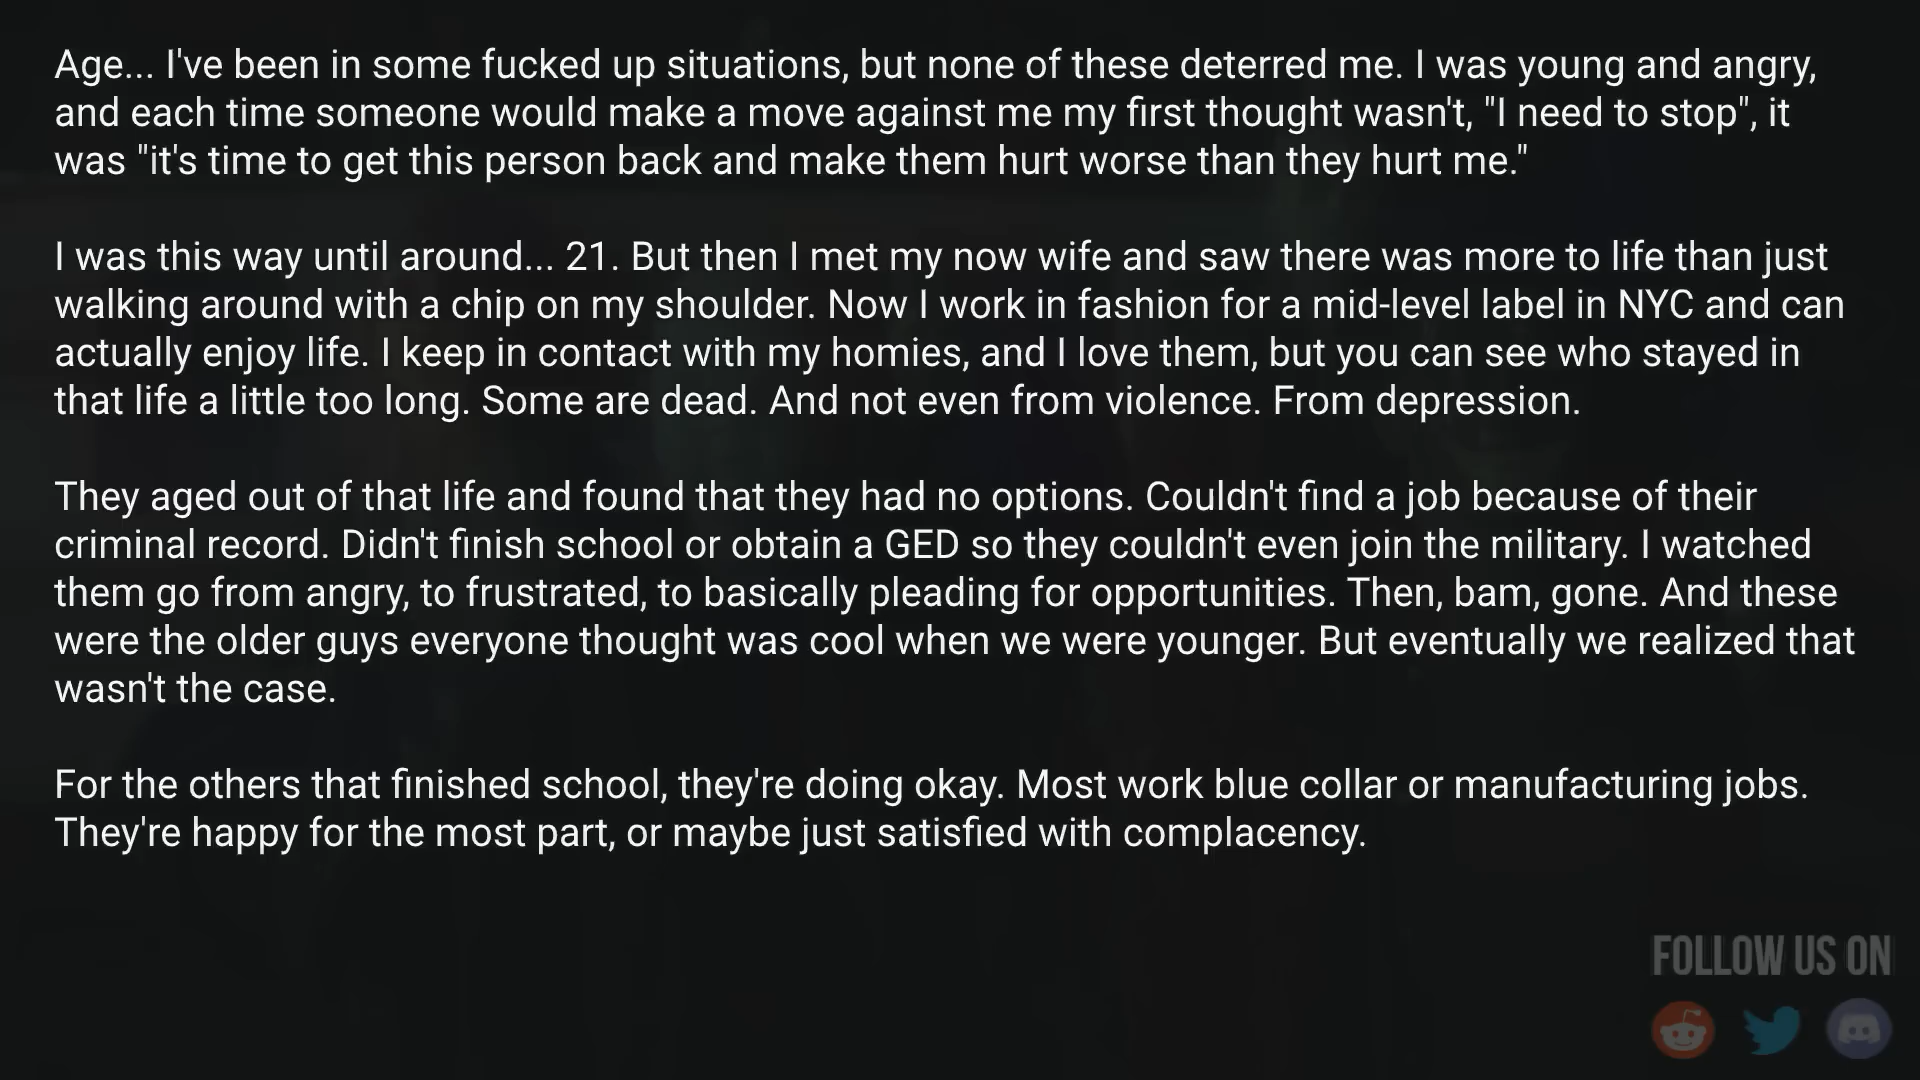 Age... I've been in some fucked up situations, but none of these deterred me. I was young and angry,
and each time someone would make a move against me my first thought wasn't, "I need to stop", it
was "it's time to get this person back and make them hurt worse than they hurt me."
I was this way until around... 21. But then I met my now wife and saw there was more to life than just
walking around with a chip on my shoulder. Now I work in fashion for a mid-level label in NYC and can
actually enjoy life. I keep in contact with my homies, and I love them, but you can see who stayed in
that life a little too long. Some are dead. And not even from violence. From depression.
They aged out of that life and found that they had no options. Couldn't find a job because of their
criminal record. Didn't finish school or obtain a GED so they couldn't even join the military. I watched
them go from angry, to frustrated, to basically pleading for opportunities. Then, bam, gone. And these
were the older guys everyone thought was cool when we were younger. But eventually we realized that
wasn't the case.
For the others that finished school, they're doing okay. Most work blue collar or manufacturing jobs.
They're happy for the most part, or maybe just satisfied with complacency.
FOLLOW US ON